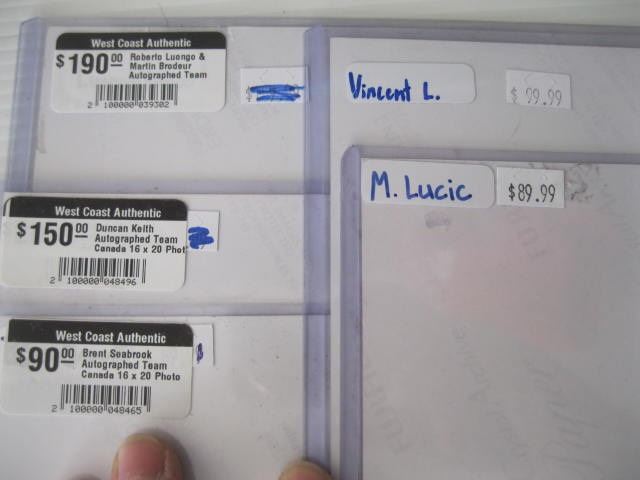 West Coast Authentic
$190.00 Roberto Luongo &
Martin Brodeur
Autographed Team
2 100000 039302
Vincent L.
$ 99.99
M. Lucic
$89.99
West Coast Authentic
$150.00 Duncan Keith
Autographed Team
Canada 16 x 20 Phot
2 100000 048496
West Coast Authentic
$90.00 Brent Seabrook
Autographed Team
Canada 16 x 20 Photo
2 100000 048465